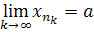 lim x_{n_k} = a
k→∞